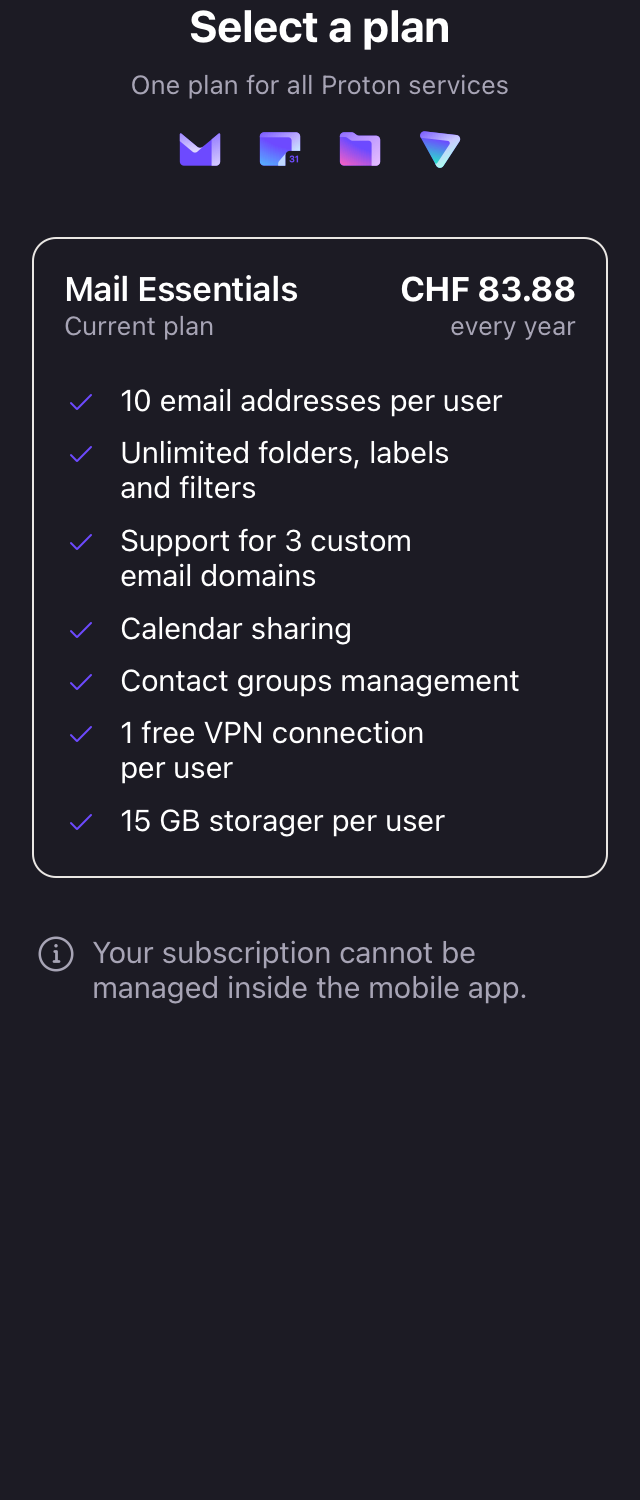 Select a plan
One plan for all Proton services
31
Mail Essentials
CHF 83.88
Current plan
every year
10 email addresses per user
Unlimited folders, labels
and filters
Support for 3 custom
email domains
Calendar sharing
Contact groups management
1 free VPN connection
per user
15 GB storager per user
Your subscription cannot be
managed inside the mobile app.